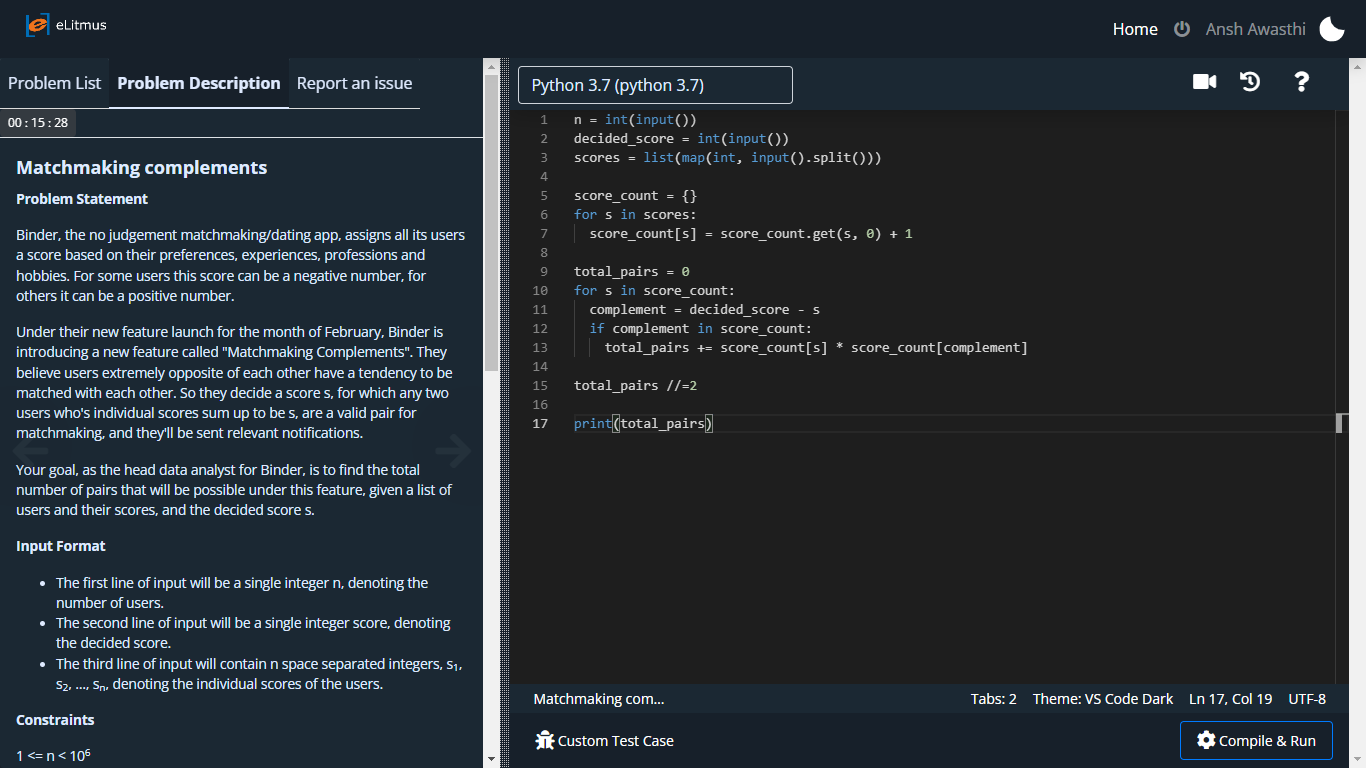 eLitmus
Home Ansh Awasthi
Problem List Problem Description Report an issue
00 : 15 : 28
Matchmaking complements
Problem Statement
Binder, the no judgement matchmaking/dating app, assigns all its users
a score based on their preferences, experiences, professions and
hobbies. For some users this score can be a negative number, for
others it can be a positive number.
Under their new feature launch for the month of February, Binder is
introducing a new feature called "Matchmaking Complements". They
believe users extremely opposite of each other have a tendency to be
matched with each other. So they decide a score s, for which any two
users who's individual scores sum up to be s, are a valid pair for
matchmaking, and they'll be sent relevant notifications.
Your goal, as the head data analyst for Binder, is to find the total
number of pairs that will be possible under this feature, given a list of
users and their scores, and the decided score s.
Input Format
• The first line of input will be a single integer n, denoting the
number of users.
• The second line of input will be a single integer score, denoting
the decided score.
• The third line of input will contain n space separated integers, s₁,
s₂, ..., sₙ, denoting the individual scores of the users.
Constraints
1 <= n < 10⁶
Python 3.7 (python 3.7)
?
1 n = int(input())
2 decided_score = int(input())
3 scores = list(map(int, input().split()))
4
5 score_count = {}
6 for s in scores:
7 score_count[s] = score_count.get(s, 0) + 1
8
9 total_pairs = 0
10 for s in score_count:
11 complement = decided_score - s
12 if complement in score_count:
13 total_pairs += score_count[s] * score_count[complement]
14
15 total_pairs //=2
16
17 print(total_pairs)
Matchmaking com... Tabs: 2 Theme: VS Code Dark Ln 17, Col 19 UTF-8
Custom Test Case Compile & Run